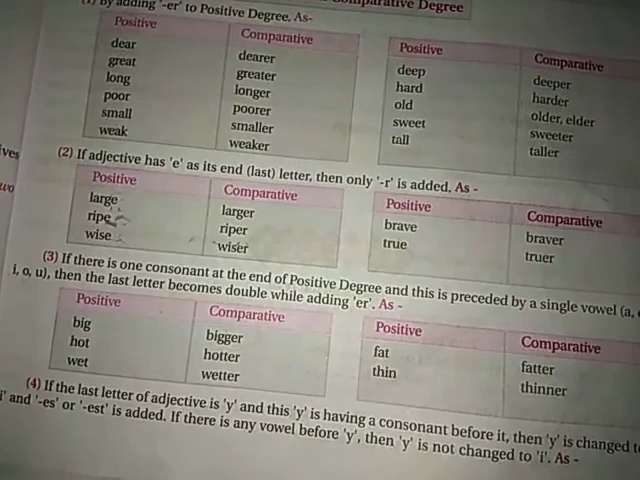 Comparative Degree
(1) By adding '-er' to Positive Degree. As-
Positive Comparative
dear dearer
great greater
long longer
poor poorer
small smaller
weak weaker
Positive Comparative
deep deeper
hard harder
old older, elder
sweet sweeter
tall taller
(2) If adjective has 'e' as its end (last) letter, then only '-r' is added. As -
Positive Comparative
large larger
ripe riper
wise wiser
Positive Comparative
brave braver
true truer
(3) If there is one consonant at the end of Positive Degree and this is preceded by a single vowel (a,
i, o, u), then the last letter becomes double while adding 'er'. As -
Positive Comparative
big bigger
hot hotter
wet wetter
Positive Comparative
fat fatter
thin thinner
(4) If the last letter of adjective is 'y' and this 'y' is having a consonant before it, then 'y' is changed
'i' and '-es' or '-est' is added. If there is any vowel before 'y', then 'y' is not changed to 'i'. As -